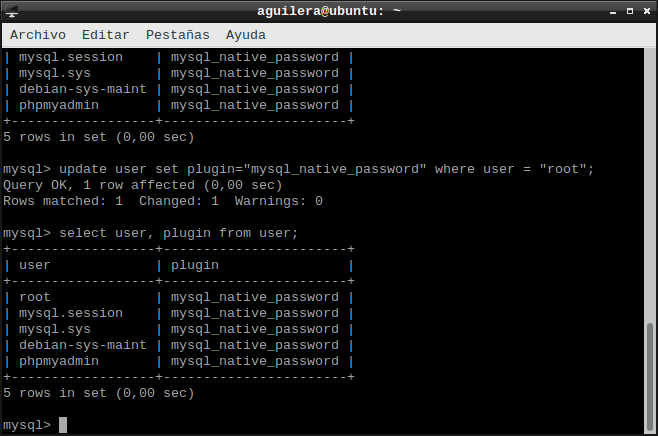 aguilera@ubuntu: ~
Archivo Editar Pestañas Ayuda
| mysql.session    | mysql_native_password |
| mysql.sys        | mysql_native_password |
| debian-sys-maint | mysql_native_password |
| phpmyadmin       | mysql_native_password |
+------------------+-----------------------+
5 rows in set (0,00 sec)
mysql> update user set plugin="mysql_native_password" where user = "root";
Query OK, 1 row affected (0,00 sec)
Rows matched: 1  Changed: 1  Warnings: 0
mysql> select user, plugin from user;
+------------------+-----------------------+
| user             | plugin                |
+------------------+-----------------------+
| root             | mysql_native_password |
| mysql.session    | mysql_native_password |
| mysql.sys        | mysql_native_password |
| debian-sys-maint | mysql_native_password |
| phpmyadmin       | mysql_native_password |
+------------------+-----------------------+
5 rows in set (0,00 sec)
mysql>